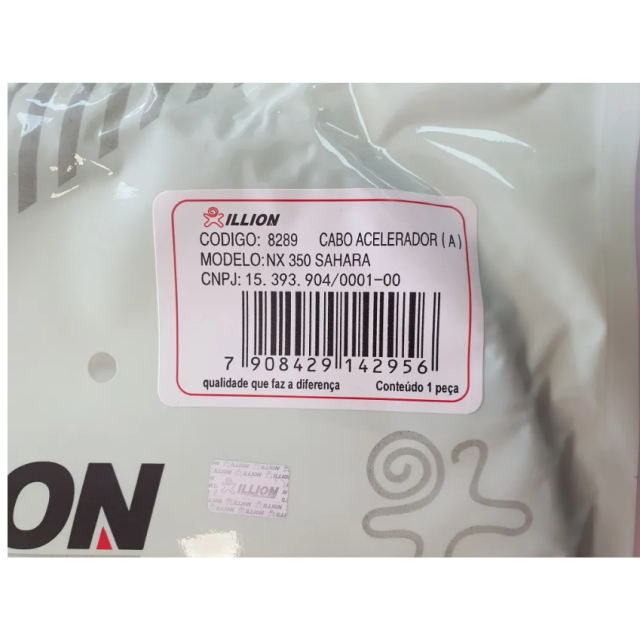 ILLION
CODIGO: 8289 CABO ACELERADOR (A)
MODELO: NX 350 SAHARA
CNPJ: 15. 393. 904/0001-00
7 908429 142956
qualidade que faz a diferença Conteúdo 1 peça
ON
ILLION